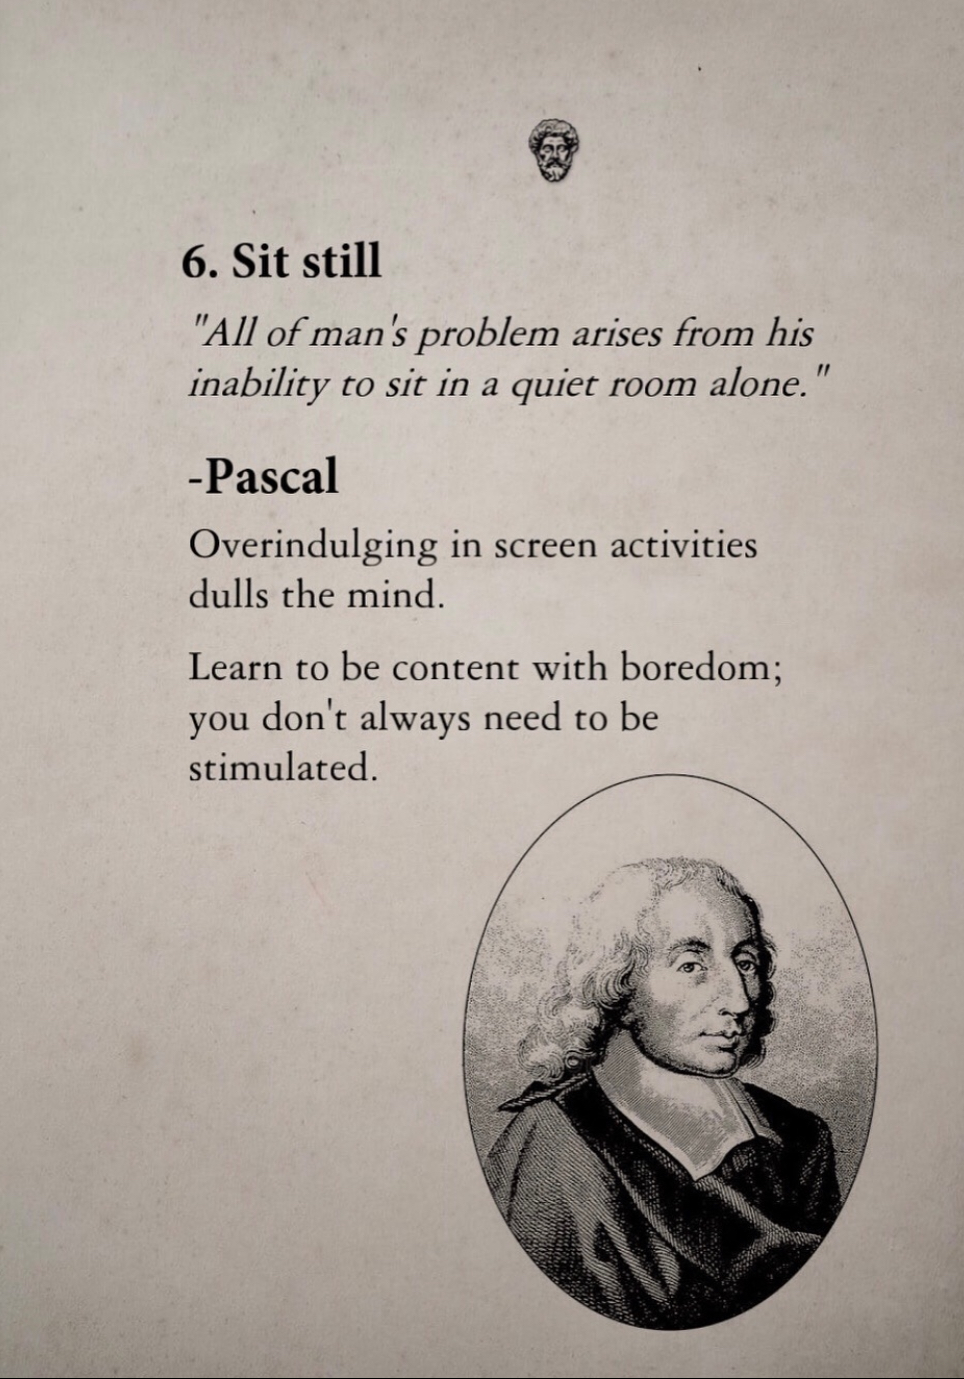 6. Sit still
"All of man's problem arises from his
inability to sit in a quiet room alone."
-Pascal
Overindulging in screen activities
dulls the mind.
Learn to be content with boredom;
you don't always need to be
stimulated.